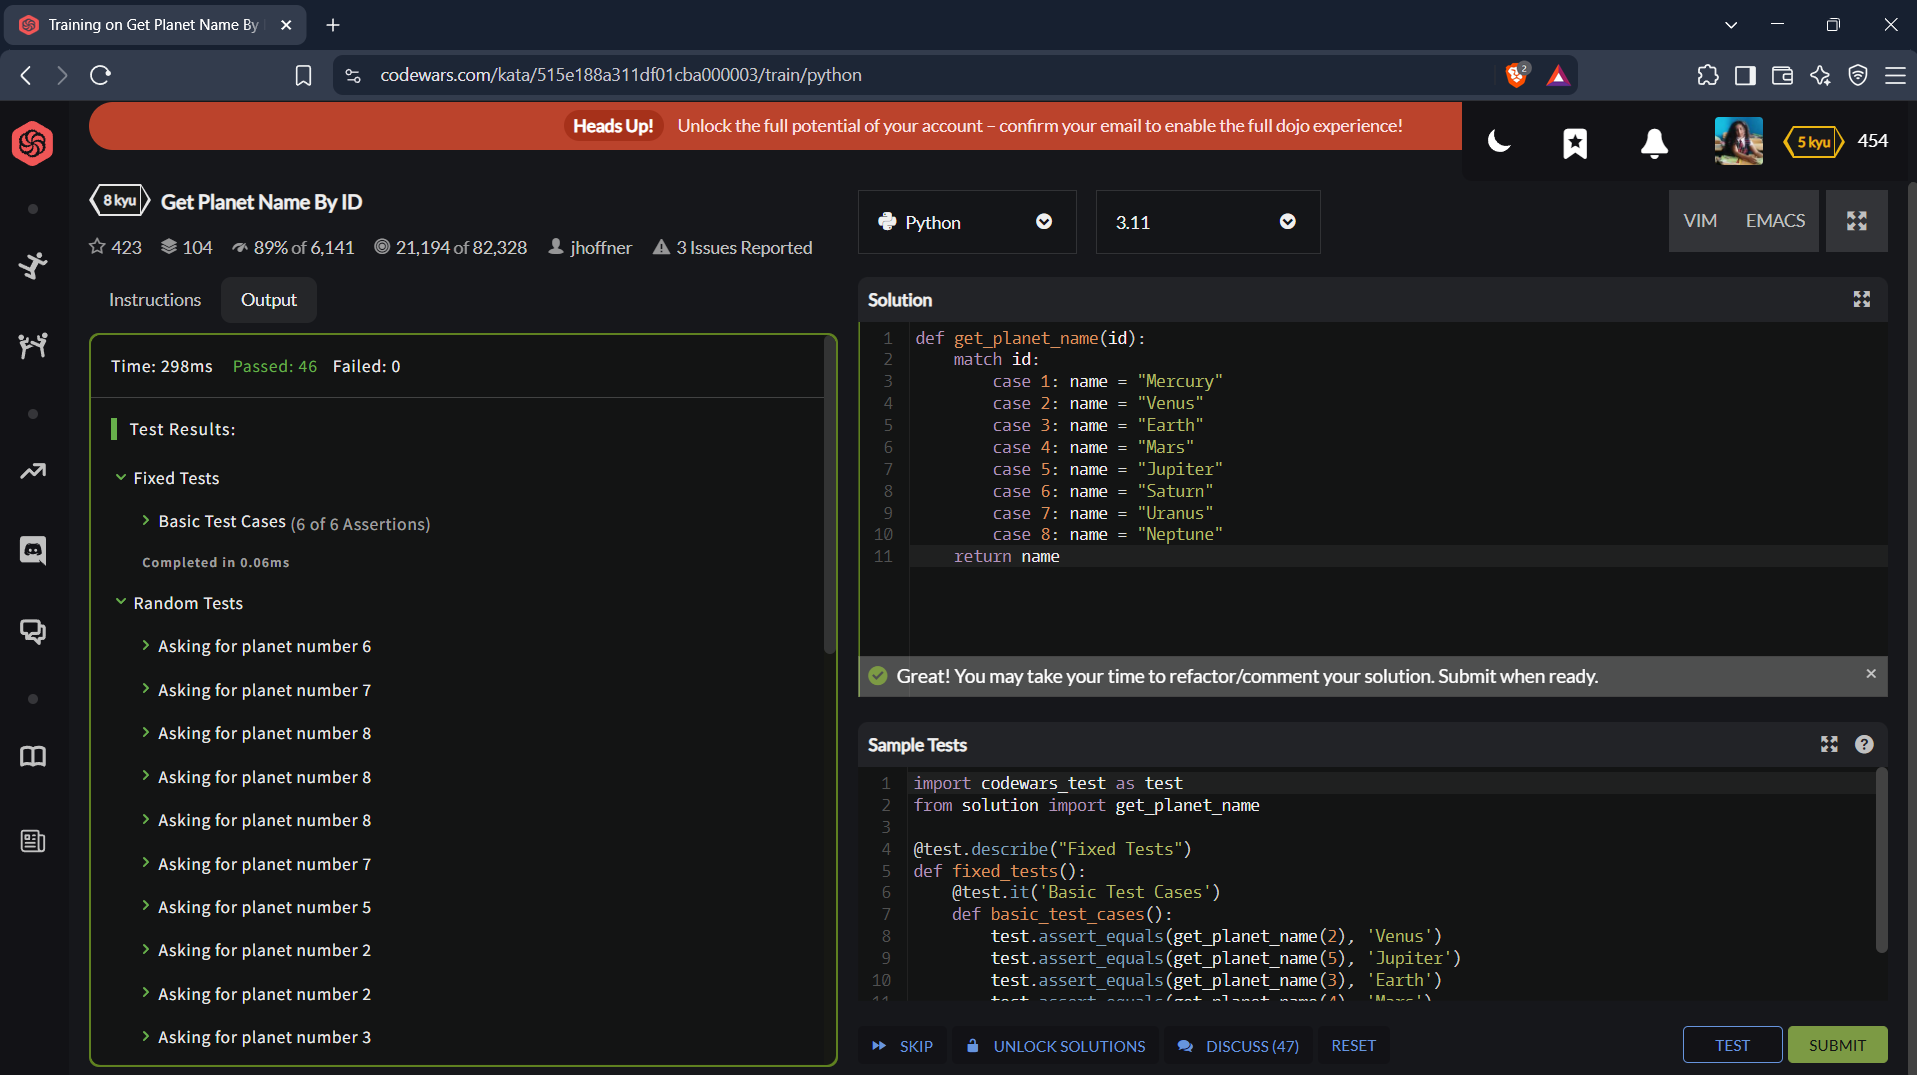 Training on Get Planet Name By
codewars.com/kata/515e188a311df01cba000003/train/python
2
Heads Up! Unlock the full potential of your account – confirm your email to enable the full dojo experience!
5 kyu 454
8 kyu Get Planet Name By ID
423 104 89% of 6,141 21,194 of 82,328 jhoffner 3 Issues Reported
Instructions Output
Time: 298ms Passed: 46 Failed: 0
Test Results:
Fixed Tests
Basic Test Cases (6 of 6 Assertions)
Completed in 0.06ms
Random Tests
Asking for planet number 6
Asking for planet number 7
Asking for planet number 8
Asking for planet number 8
Asking for planet number 8
Asking for planet number 7
Asking for planet number 5
Asking for planet number 2
Asking for planet number 2
Asking for planet number 3
Python 3.11 VIM EMACS
Solution
1 def get_planet_name(id):
2     match id:
3         case 1: name = "Mercury"
4         case 2: name = "Venus"
5         case 3: name = "Earth"
6         case 4: name = "Mars"
7         case 5: name = "Jupiter"
8         case 6: name = "Saturn"
9         case 7: name = "Uranus"
10         case 8: name = "Neptune"
11     return name
Great! You may take your time to refactor/comment your solution. Submit when ready.
Sample Tests
1 import codewars_test as test
2 from solution import get_planet_name
3
4 @test.describe("Fixed Tests")
5 def fixed_tests():
6     @test.it('Basic Test Cases')
7     def basic_test_cases():
8         test.assert_equals(get_planet_name(2), 'Venus')
9         test.assert_equals(get_planet_name(5), 'Jupiter')
10         test.assert_equals(get_planet_name(3), 'Earth')
11         test.assert_equals(get_planet_name(4), 'Mars')
SKIP UNLOCK SOLUTIONS DISCUSS (47) RESET TEST SUBMIT